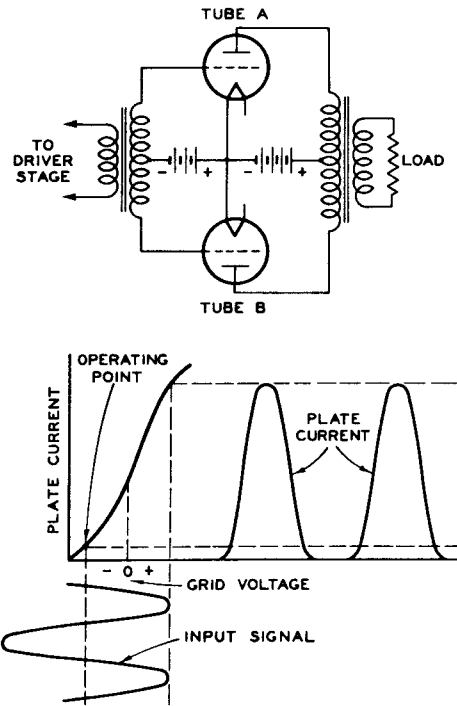 TUBE A
TO
DRIVER
STAGE
- +
- +
LOAD
TUBE B
OPERATING
POINT
PLATE CURRENT
PLATE
CURRENT
- 0 +
GRID VOLTAGE
INPUT SIGNAL